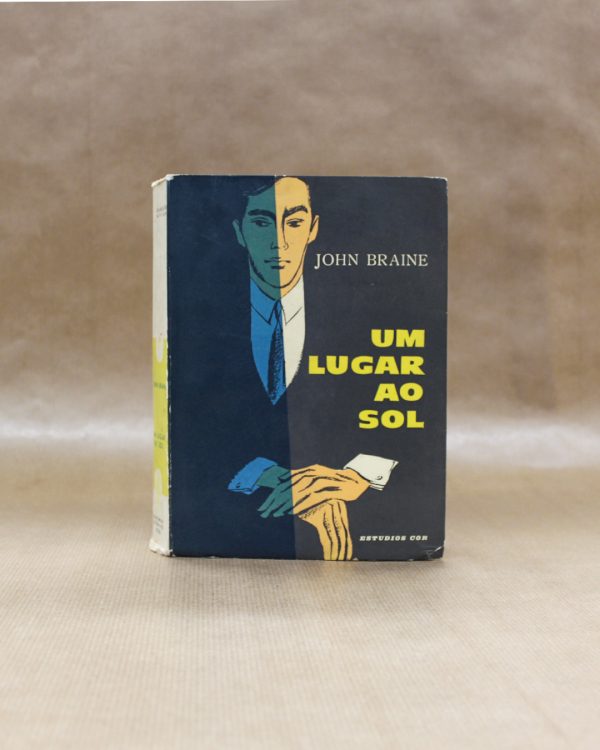 JOHN BRAINE
UM
LUGAR
AO
SOL
ESTUDIOS COR